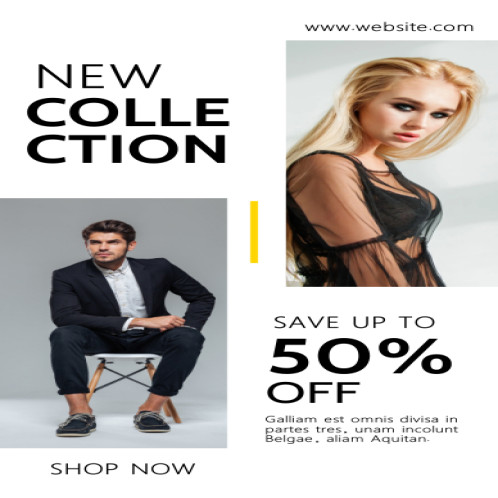 www.website.com
NEW
COLLE
CTION
SAVE UP TO
50%
OFF
Galliam est omnis divisa in
partes tres, unam incolunt
Belgae, aliam Aquitan.
SHOP NOW